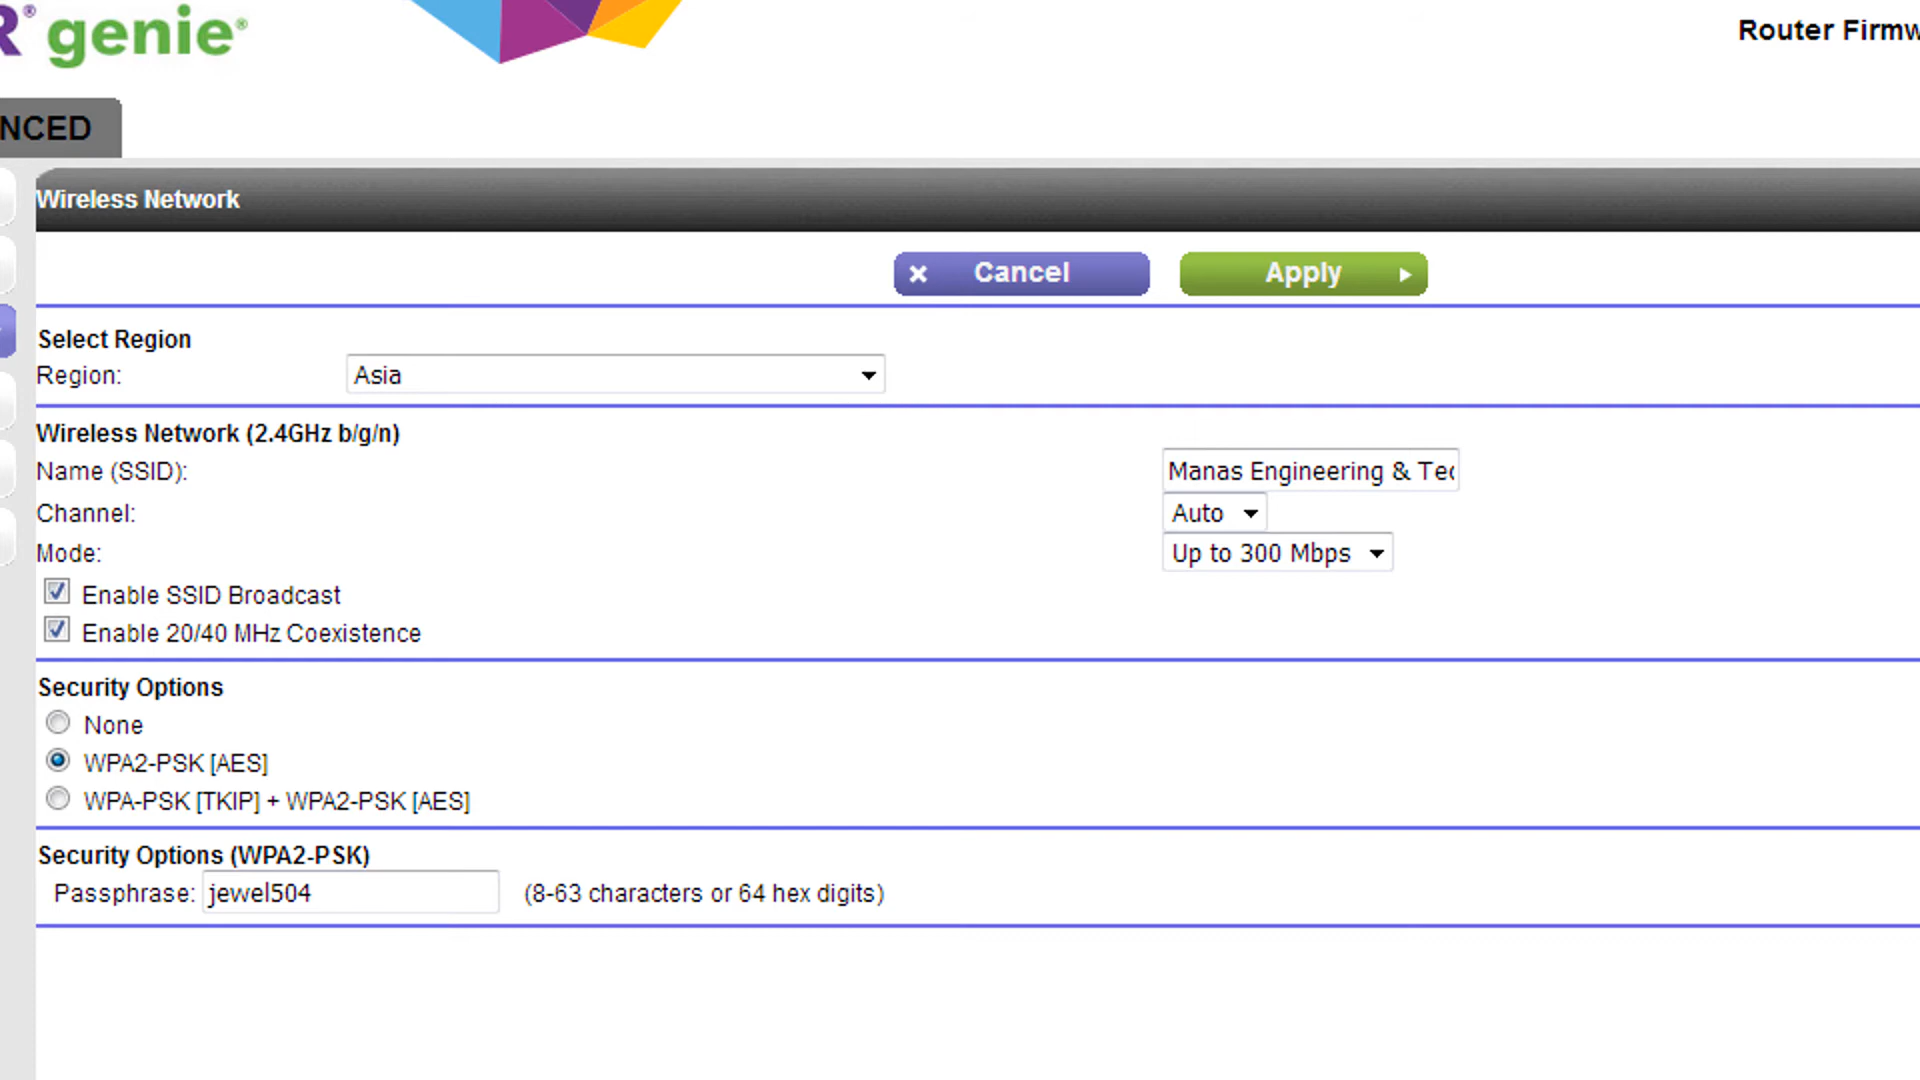 R® genie®
Router Firmw
NCED
Wireless Network
Cancel
Apply
Select Region
Region:
Asia
Wireless Network (2.4GHz b/g/n)
Name (SSID):
Manas Engineering & Tec
Channel:
Auto
Mode:
Up to 300 Mbps
Enable SSID Broadcast
Enable 20/40 MHz Coexistence
Security Options
None
WPA2-PSK [AES]
WPA-PSK [TKIP] + WPA2-PSK [AES]
Security Options (WPA2-PSK)
Passphrase: jewel504 (8-63 characters or 64 hex digits)